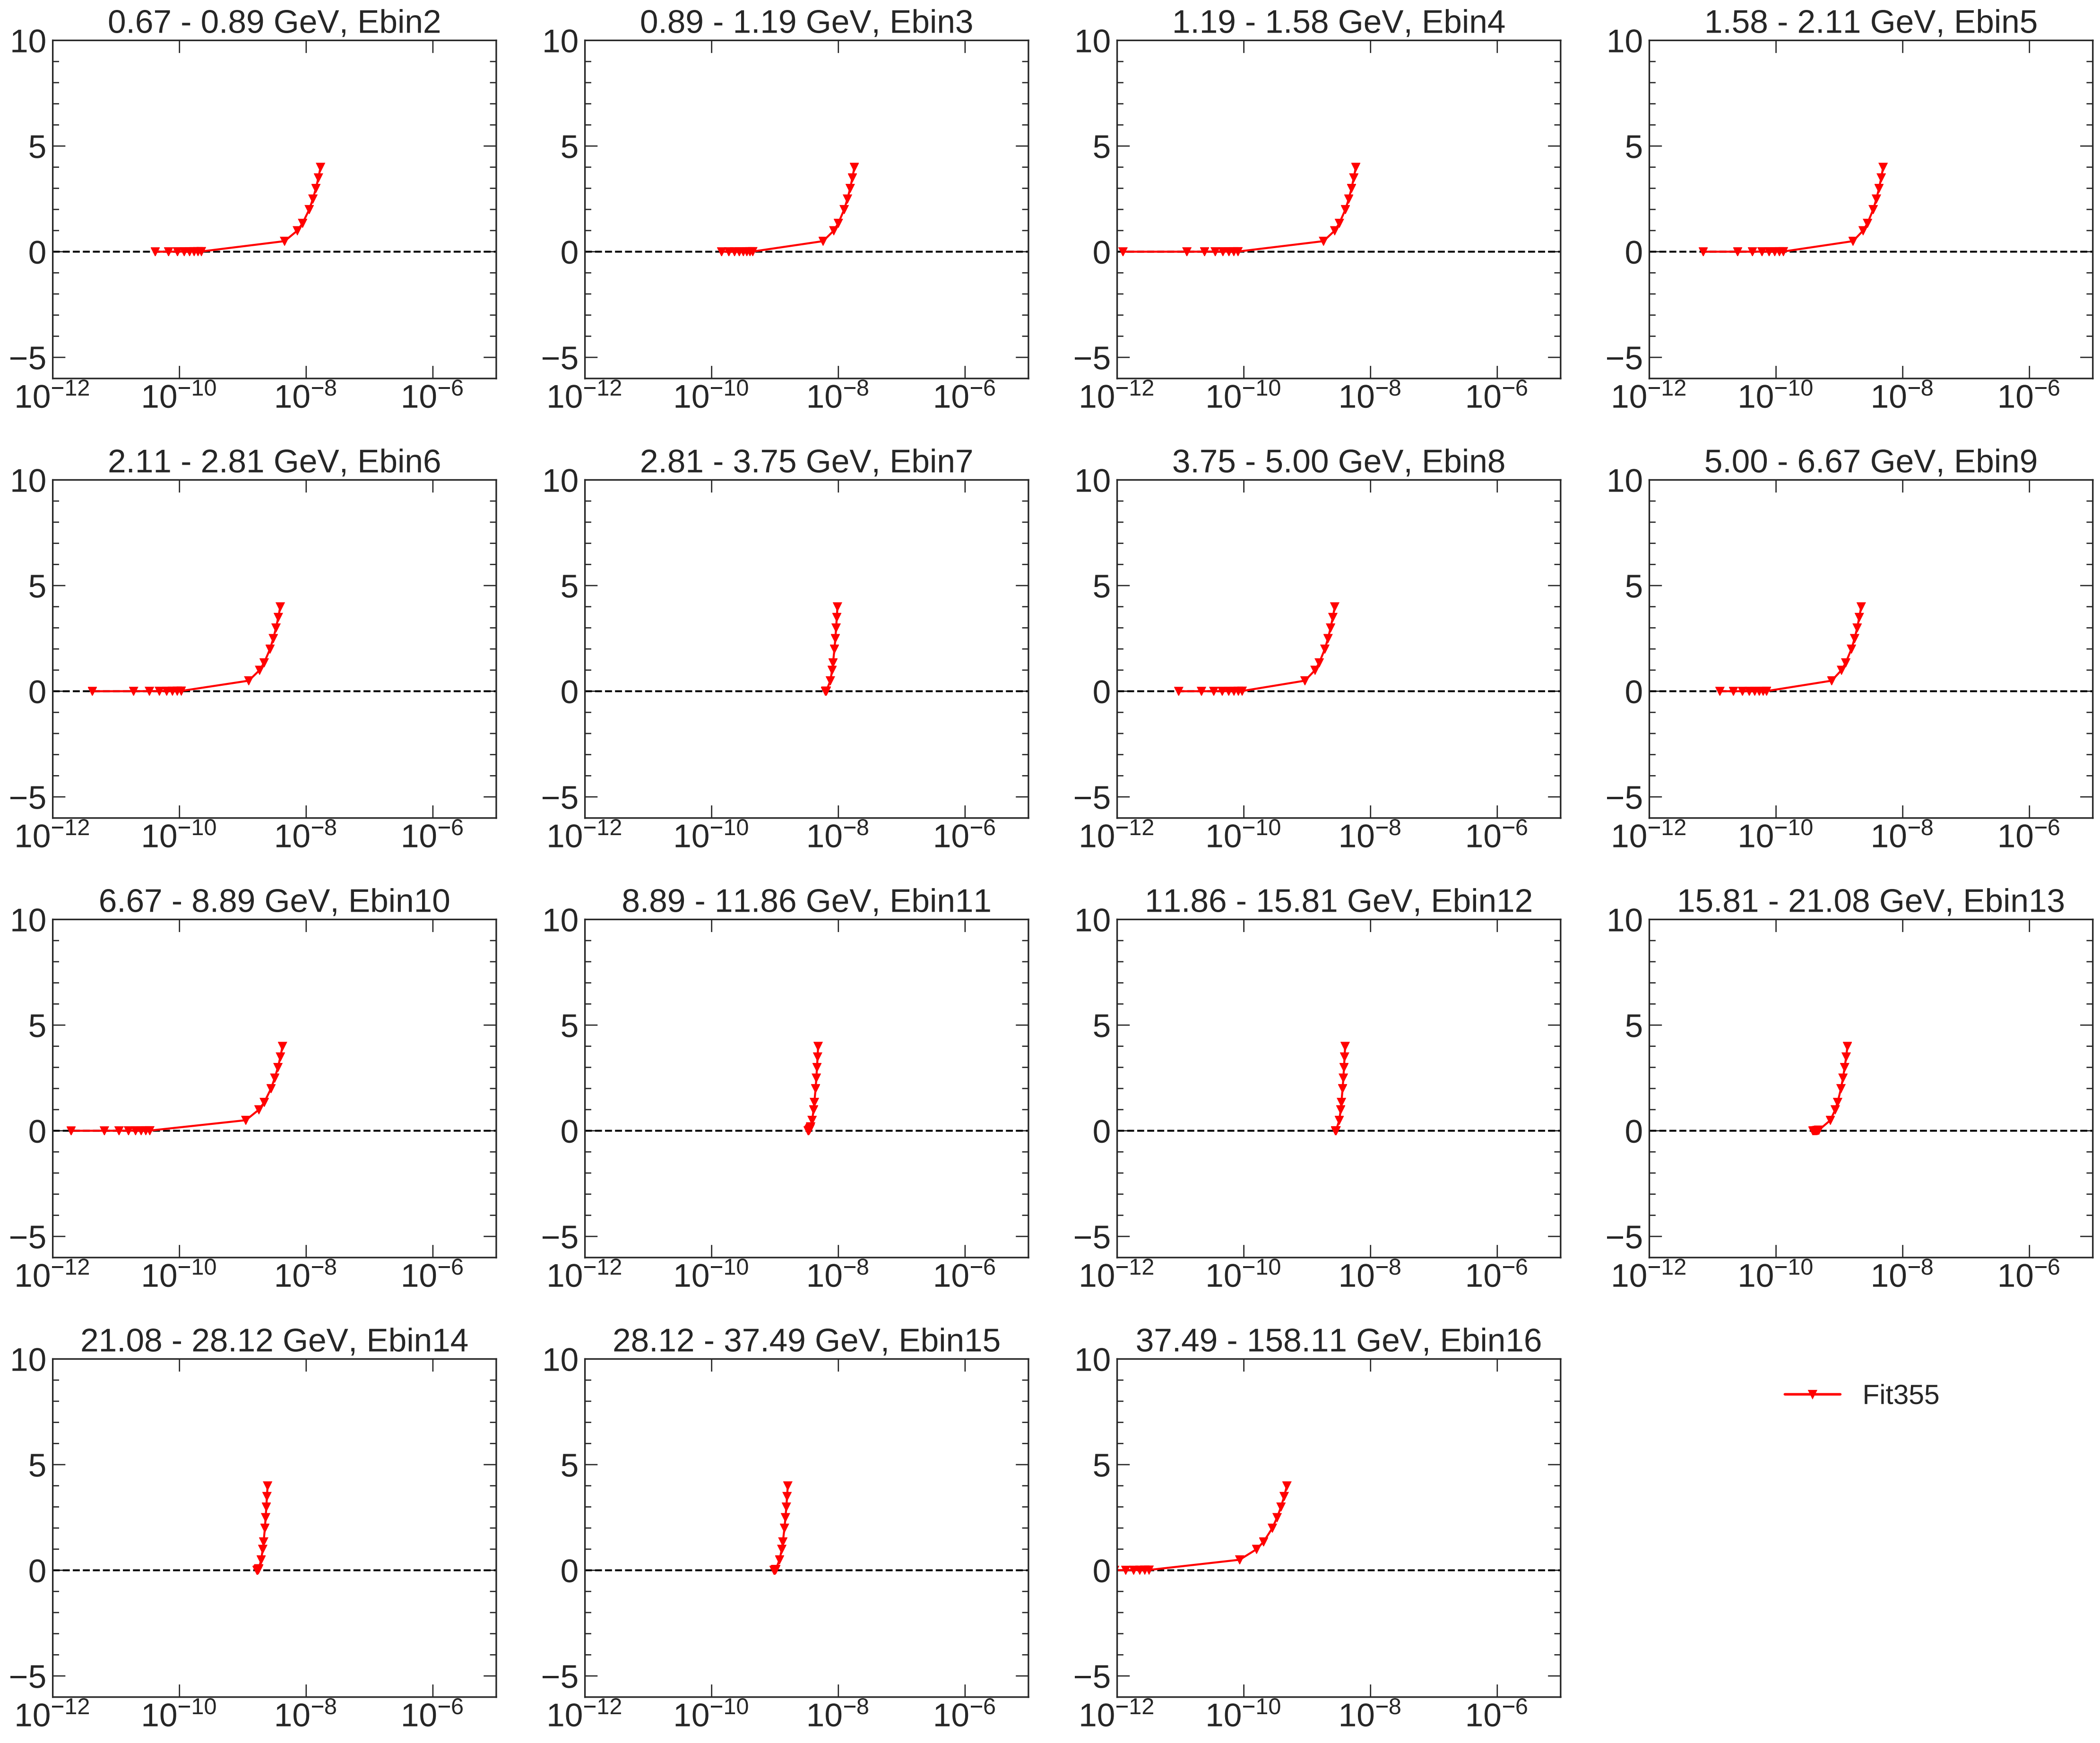 0.67 - 0.89 GeV, Ebin2
0.89 - 1.19 GeV, Ebin3
1.19 - 1.58 GeV, Ebin4
1.58 - 2.11 GeV, Ebin5
10 10 10 10
5 5 5 5
0 0 0 0
−5 −5 −5 −5
10⁻¹² 10⁻¹⁰ 10⁻⁸ 10⁻⁶ 10⁻¹² 10⁻¹⁰ 10⁻⁸ 10⁻⁶ 10⁻¹² 10⁻¹⁰ 10⁻⁸ 10⁻⁶ 10⁻¹² 10⁻¹⁰ 10⁻⁸ 10⁻⁶
2.11 - 2.81 GeV, Ebin6
2.81 - 3.75 GeV, Ebin7
3.75 - 5.00 GeV, Ebin8
5.00 - 6.67 GeV, Ebin9
10 10 10 10
5 5 5 5
0 0 0 0
−5 −5 −5 −5
10⁻¹² 10⁻¹⁰ 10⁻⁸ 10⁻⁶ 10⁻¹² 10⁻¹⁰ 10⁻⁸ 10⁻⁶ 10⁻¹² 10⁻¹⁰ 10⁻⁸ 10⁻⁶ 10⁻¹² 10⁻¹⁰ 10⁻⁸ 10⁻⁶
6.67 - 8.89 GeV, Ebin10
8.89 - 11.86 GeV, Ebin11
11.86 - 15.81 GeV, Ebin12
15.81 - 21.08 GeV, Ebin13
10 10 10 10
5 5 5 5
0 0 0 0
−5 −5 −5 −5
10⁻¹² 10⁻¹⁰ 10⁻⁸ 10⁻⁶ 10⁻¹² 10⁻¹⁰ 10⁻⁸ 10⁻⁶ 10⁻¹² 10⁻¹⁰ 10⁻⁸ 10⁻⁶ 10⁻¹² 10⁻¹⁰ 10⁻⁸ 10⁻⁶
21.08 - 28.12 GeV, Ebin14
28.12 - 37.49 GeV, Ebin15
37.49 - 158.11 GeV, Ebin16
10 10 10
Fit355
5 5 5
0 0 0
−5 −5 −5
10⁻¹² 10⁻¹⁰ 10⁻⁸ 10⁻⁶ 10⁻¹² 10⁻¹⁰ 10⁻⁸ 10⁻⁶ 10⁻¹² 10⁻¹⁰ 10⁻⁸ 10⁻⁶